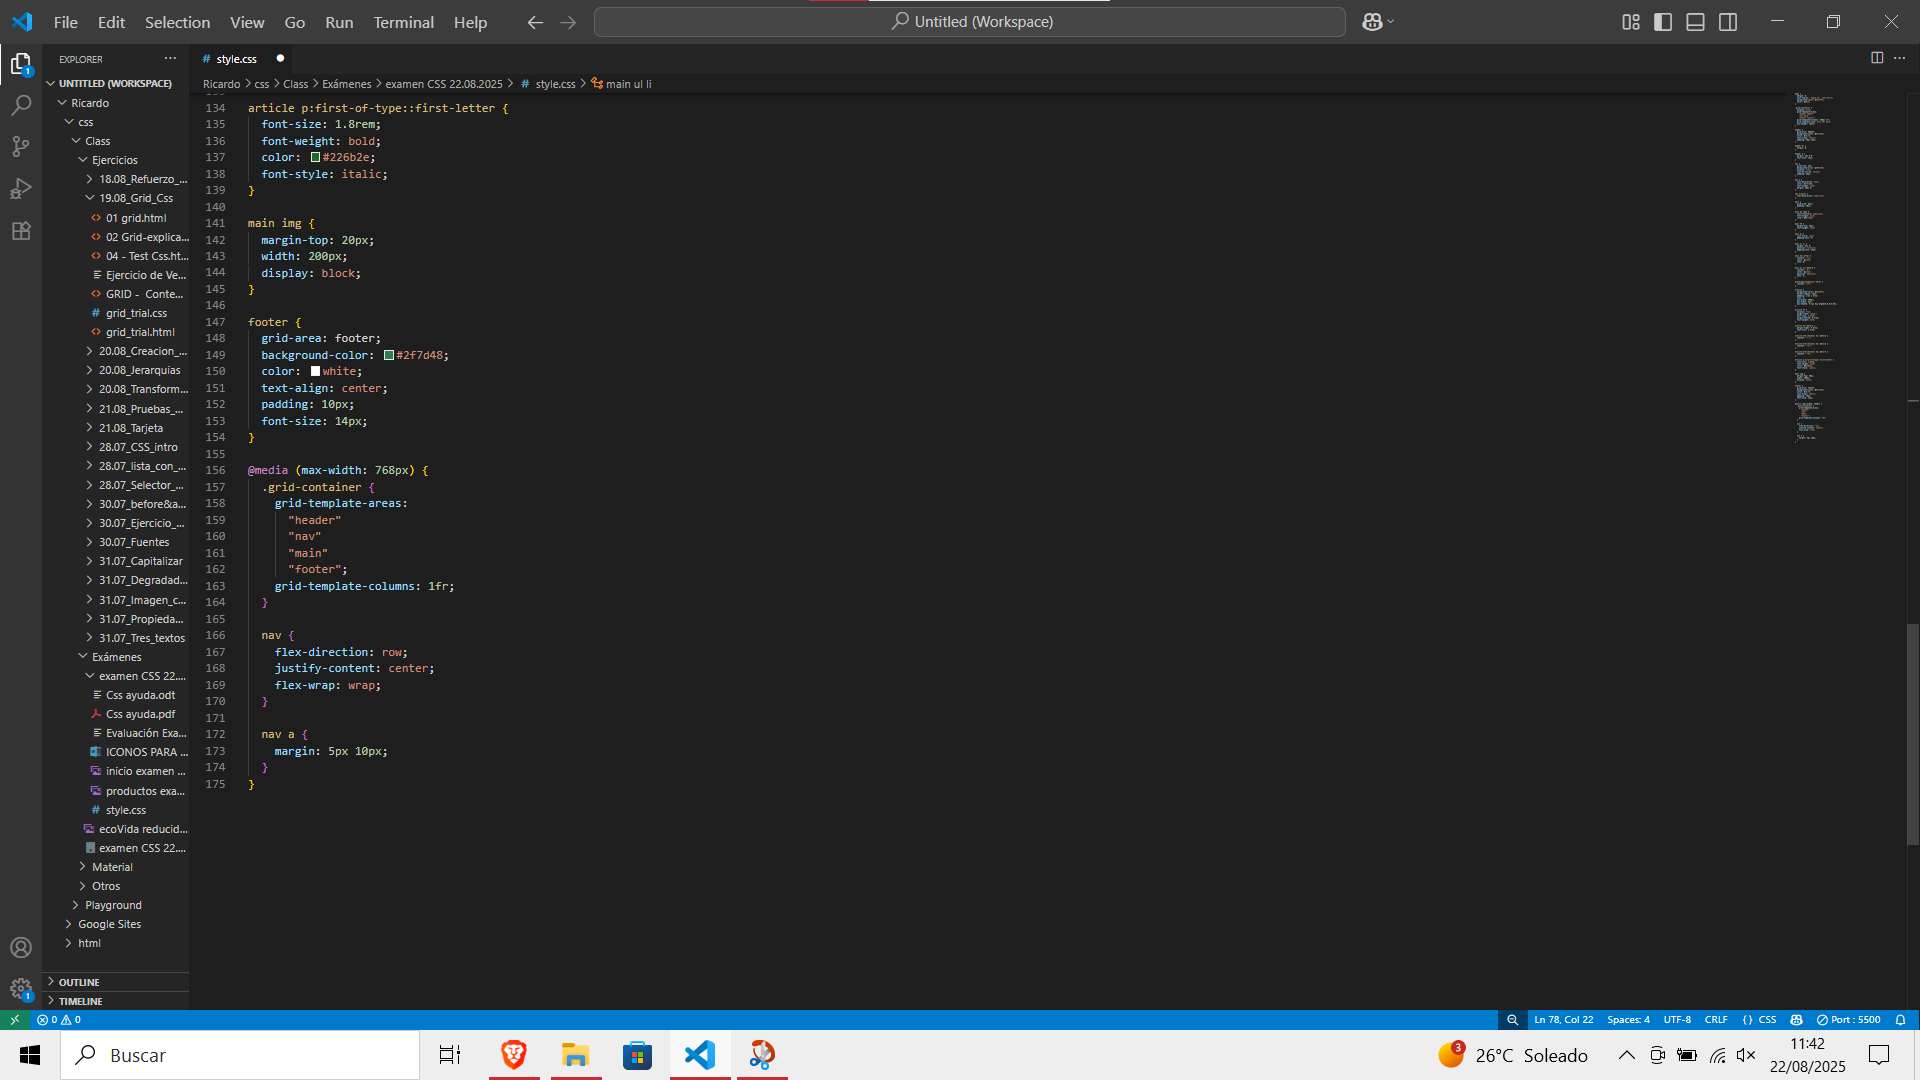 File Edit Selection View Go Run Terminal Help
Untitled (Workspace)
EXPLORER
UNTITLED (WORKSPACE)
Ricardo
css
Class
Ejercicios
18.08_Refuerzo_...
19.08_Grid_Css
01 grid.html
02 Grid-explica...
04 - Test Css.ht...
Ejercicio de Ve...
GRID - Conte...
grid_trial.css
grid_trial.html
20.08_Creacion_...
20.08_Jerarquias
20.08_Transform...
21.08_Pruebas_...
21.08_Tarjeta
28.07_CSS_intro
28.07_lista_con_...
28.07_Selector_...
30.07_before&a...
30.07_Ejercicio_...
30.07_Fuentes
31.07_Capitalizar
31.07_Degradad...
31.07_Imagen_c...
31.07_Propieda...
31.07_Tres_textos
Exámenes
examen CSS 22....
Css ayuda.odt
Css ayuda.pdf
Evaluación Exa...
ICONOS PARA ...
inicio examen ...
productos exa...
style.css
ecoVida reducid...
examen CSS 22....
Material
Otros
Playground
Google Sites
html
OUTLINE
TIMELINE
# style.css
Ricardo > css > Class > Exámenes > examen CSS 22.08.2025 > # style.css > main ul li
134 article p:first-of-type::first-letter {
135 font-size: 1.8rem;
136 font-weight: bold;
137 color: #226b2e;
138 font-style: italic;
139 }
140
141 main img {
142 margin-top: 20px;
143 width: 200px;
144 display: block;
145 }
146
147 footer {
148 grid-area: footer;
149 background-color: #2f7d48;
150 color: white;
151 text-align: center;
152 padding: 10px;
153 font-size: 14px;
154 }
155
156 @media (max-width: 768px) {
157 .grid-container {
158 grid-template-areas:
159 "header"
160 "nav"
161 "main"
162 "footer";
163 grid-template-columns: 1fr;
164 }
165
166 nav {
167 flex-direction: row;
168 justify-content: center;
169 flex-wrap: wrap;
170 }
171
172 nav a {
173 margin: 5px 10px;
174 }
175 }
0 0
Ln 78, Col 22 Spaces: 4 UTF-8 CRLF {} CSS Port : 5500
Buscar
3
26°C Soleado
11:42
22/08/2025